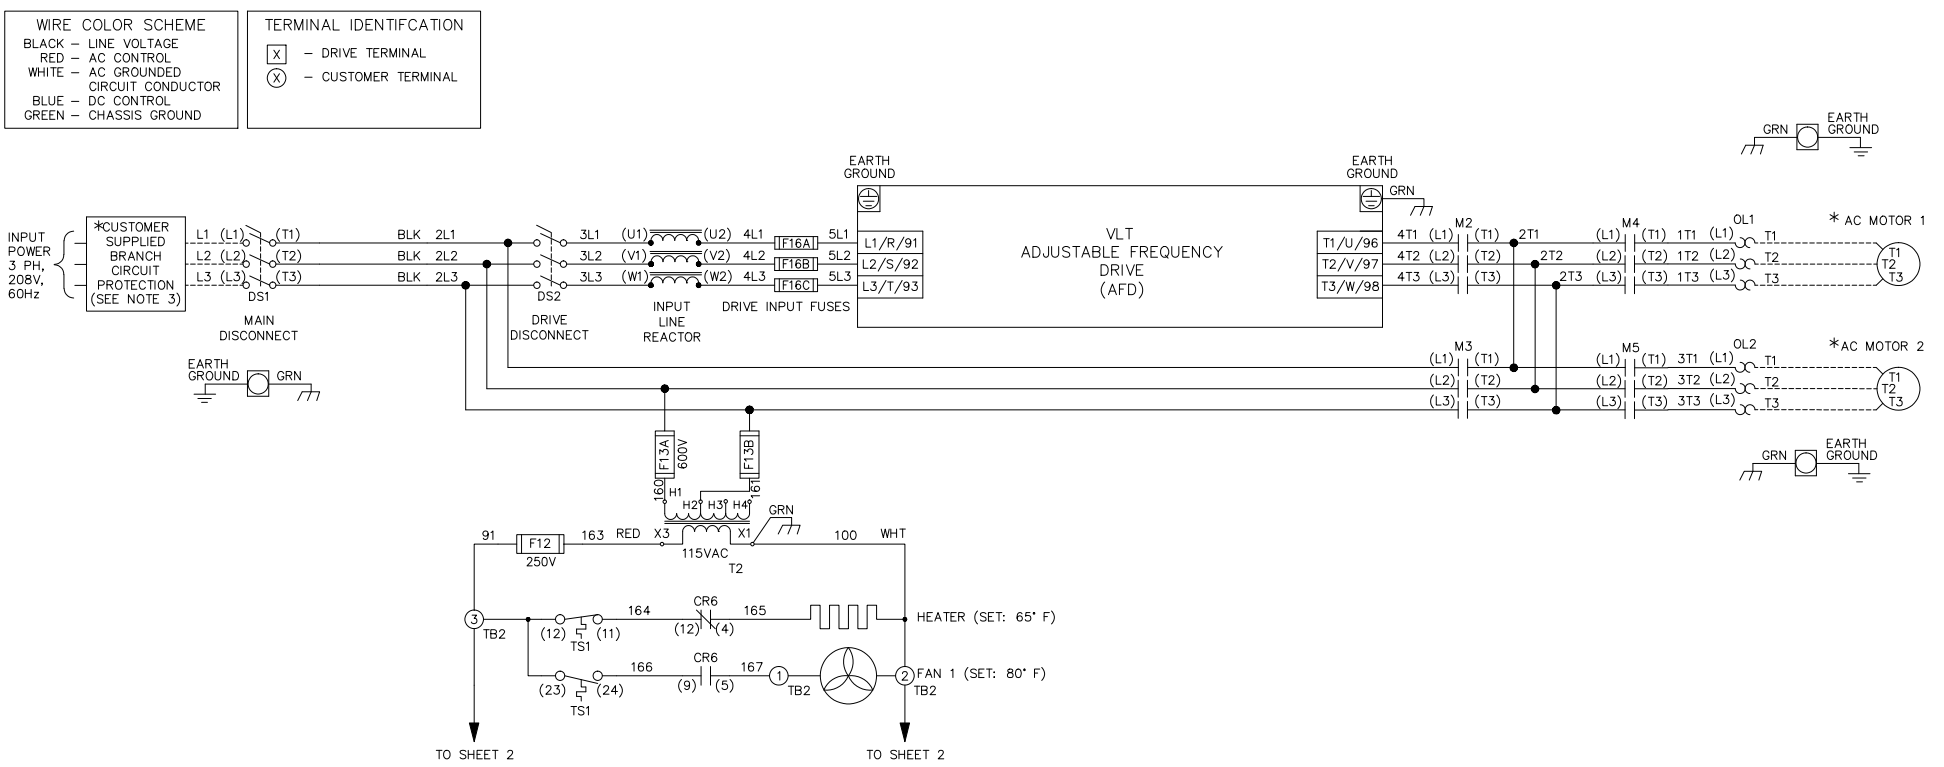 WIRE COLOR SCHEME
BLACK – LINE VOLTAGE
RED – AC CONTROL
WHITE – AC GROUNDED
CIRCUIT CONDUCTOR
BLUE – DC CONTROL
GREEN – CHASSIS GROUND
TERMINAL IDENTIFCATION
X – DRIVE TERMINAL
X – CUSTOMER TERMINAL
GRN
EARTH
GROUND
EARTH
GROUND
EARTH
GROUND
GRN
INPUT
POWER
3 PH,
208V,
60Hz
*CUSTOMER
SUPPLIED
BRANCH
CIRCUIT
PROTECTION
(SEE NOTE 3)
L1 (L1) (T1) BLK 2L1 3L1 (U1) (U2) 4L1 F16A 5L1 L1/R/91
L2 (L2) (T2) BLK 2L2 3L2 (V1) (V2) 4L2 F16B 5L2 L2/S/92
L3 (L3) (T3) BLK 2L3 3L3 (W1) (W2) 4L3 F16C 5L3 L3/T/93
DS1
MAIN
DISCONNECT
DS2
DRIVE
DISCONNECT
INPUT
LINE
REACTOR
DRIVE INPUT FUSES
VLT
ADJUSTABLE FREQUENCY
DRIVE
(AFD)
M2 M4 OL1 * AC MOTOR 1
T1/U/96 4T1 (L1) (T1) 2T1 (L1) (T1) 1T1 (L1) T1
T2/V/97 4T2 (L2) (T2) 2T2 (L2) (T2) 1T2 (L2) T2
T3/W/98 4T3 (L3) (T3) 2T3 (L3) (T3) 1T3 (L3) T3
T1
T2
T3
EARTH
GROUND
GRN
M3 M5 OL2 *AC MOTOR 2
(L1) (T1) (L1) (T1) 3T1 (L1) T1
(L2) (T2) (L2) (T2) 3T2 (L2) T2
(L3) (T3) (L3) (T3) 3T3 (L3) T3
T1
T2
T3
GRN
EARTH
GROUND
F13A
600V
F13B
160
161
H1 H2 H3 H4
GRN
91 F12 163 RED X3 X1 100 WHT
250V
115VAC
T2
3
TB2
164 CR6 165
(12) (11) (12) (4)
TS1
HEATER (SET: 65° F)
166 CR6 167 1 2 FAN 1 (SET: 80° F)
(23) (24) (9) (5) TB2 TB2
TS1
TO SHEET 2
TO SHEET 2